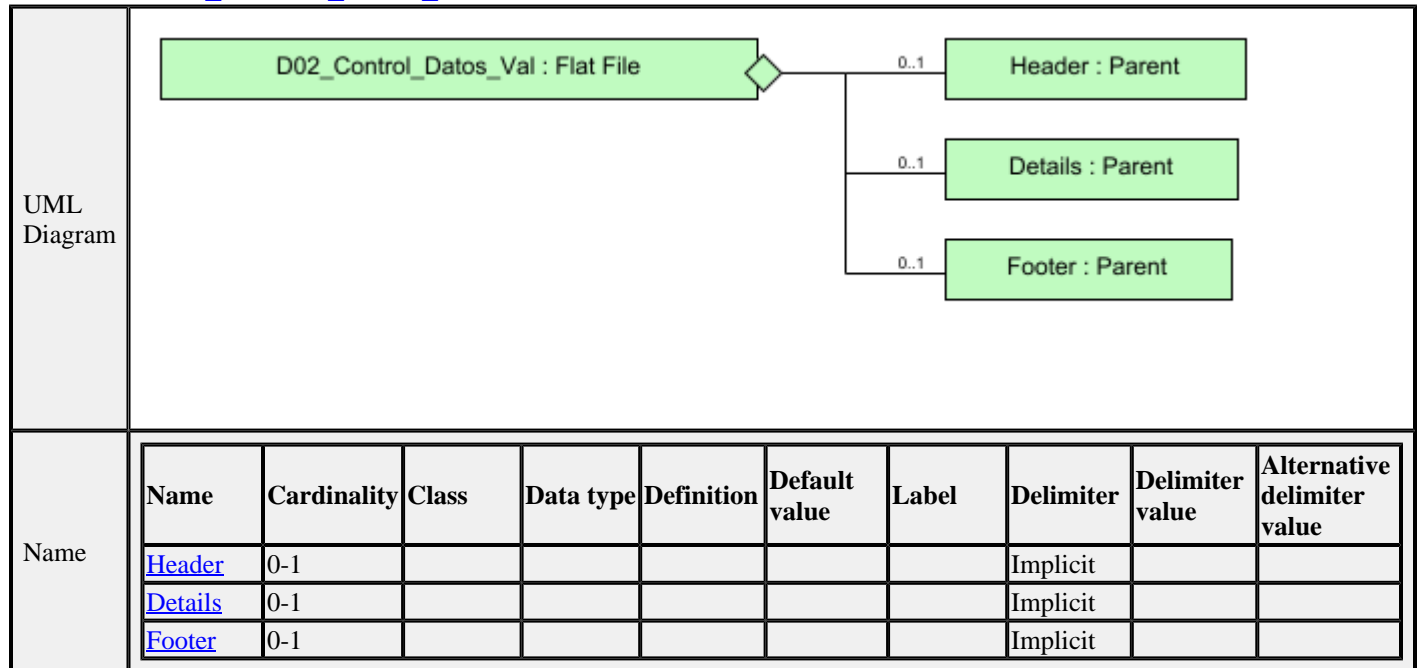 D02_Control_Datos_Val : Flat File
0..1
Header : Parent
0..1
Details : Parent
0..1
Footer : Parent
UML
Diagram
Name
Name Cardinality Class Data type Definition Default value Label Delimiter Delimiter value Alternative delimiter value
Header 0-1 Implicit
Details 0-1 Implicit
Footer 0-1 Implicit